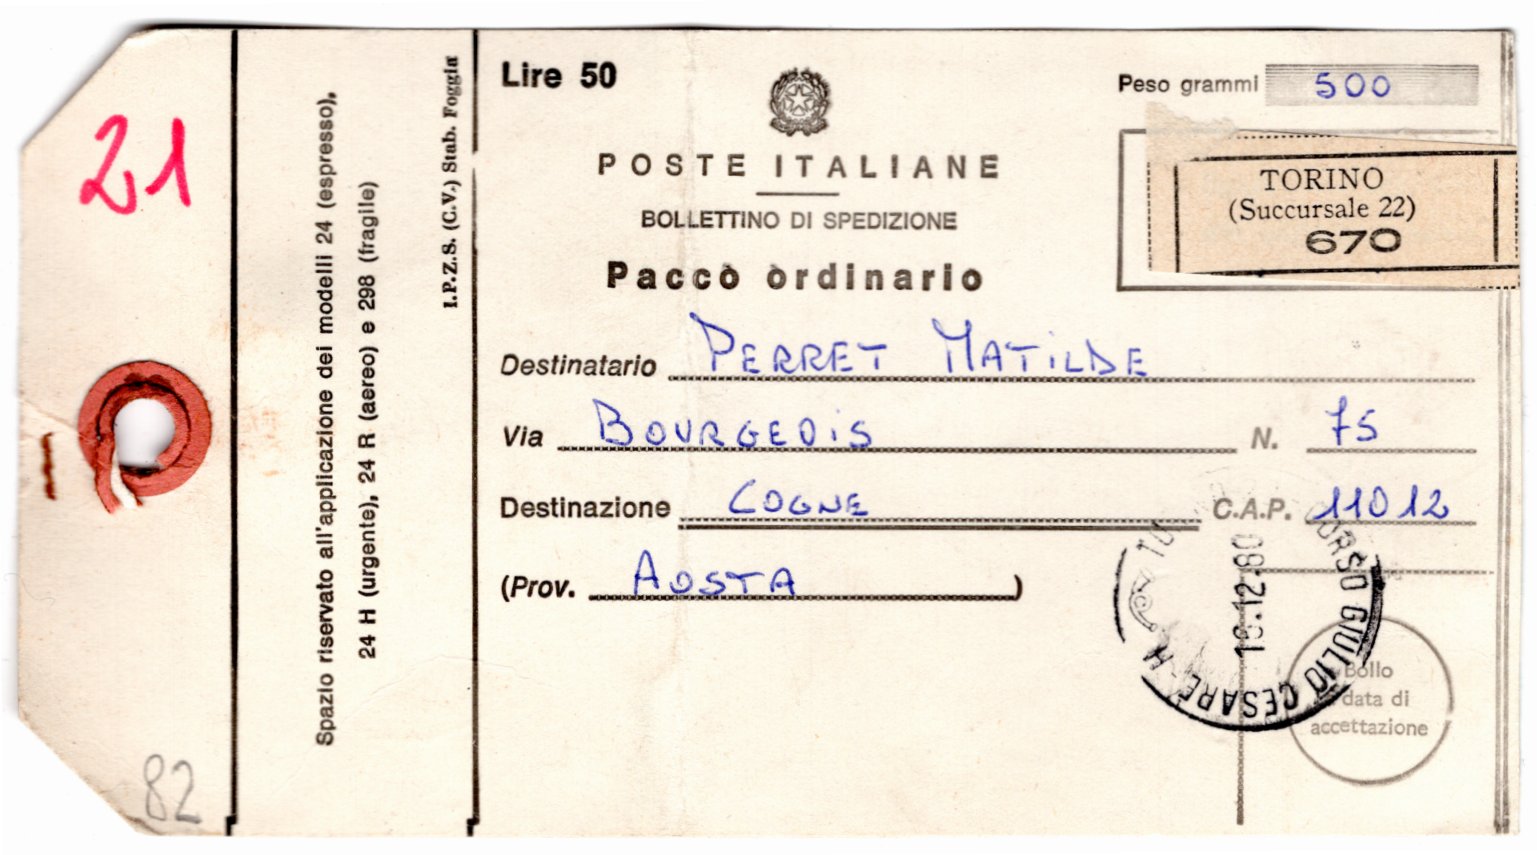 21
82
Spazio riservato all'applicazione dei modelli 24 (espresso),
24 H (urgente), 24 R (aereo) e 298 (fragile)
I.P.Z.S. (C.V.) Stab. Foggia
Lire 50
Peso grammi 500
POSTE ITALIANE
BOLLETTINO DI SPEDIZIONE
Pacco ordinario
TORINO
(Succursale 22)
670
Destinatario PERRET MATILDE
Via BOURGEOIS N. 75
Destinazione COGNE C.A.P. 11012
(Prov. AOSTA )
CORSO GIULIO CESARE
12.80
Bollo
data di
accettazione